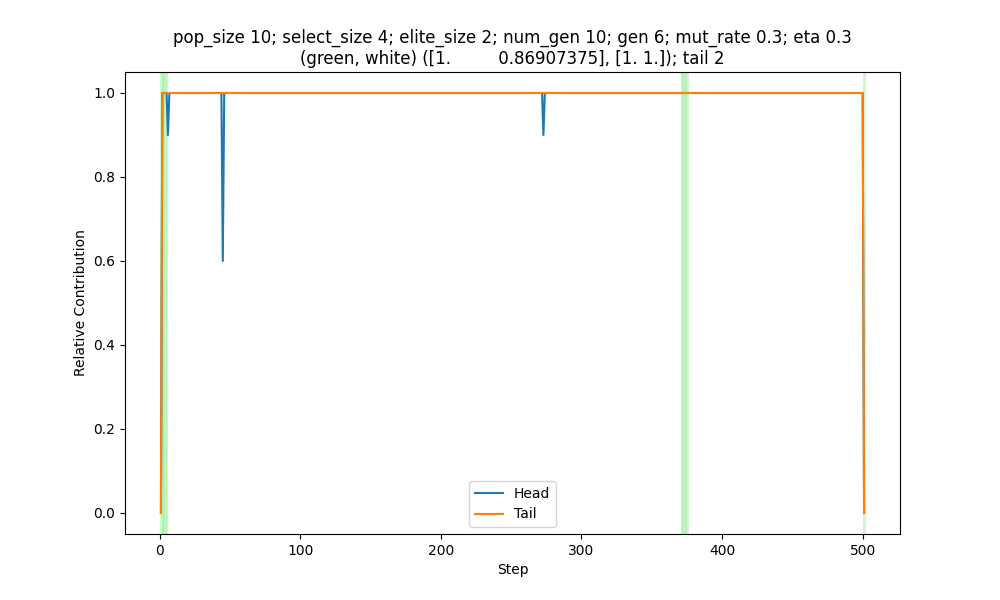 pop_size 10; select_size 4; elite_size 2; num_gen 10; gen 6; mut_rate 0.3; eta 0.3
(green, white) ([1.         0.86907375], [1. 1.]); tail 2
1.0
0.8
0.6
0.4
0.2
0.0
Relative Contribution
Head
Tail
0
100
200
300
400
500
Step